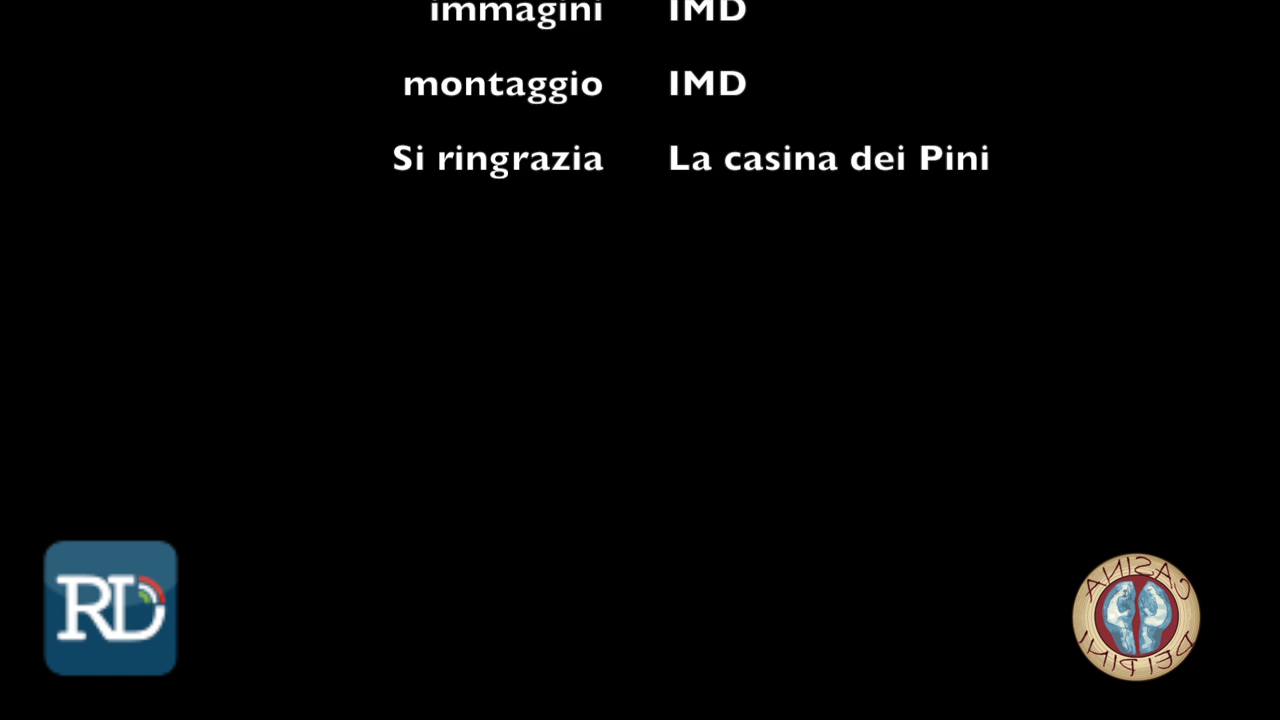 immagini IMD
montaggio IMD
Si ringrazia La casina dei Pini
RD
CASINA
DEI PINI